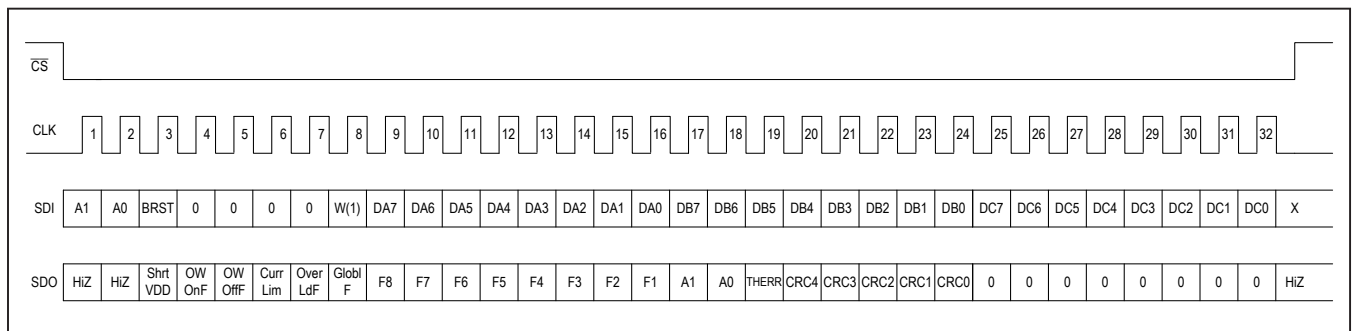 CS
CLK 1 2 3 4 5 6 7 8 9 10 11 12 13 14 15 16 17 18 19 20 21 22 23 24 25 26 27 28 29 30 31 32
SDI A1 A0 BRST 0 0 0 0 W(1) DA7 DA6 DA5 DA4 DA3 DA2 DA1 DA0 DB7 DB6 DB5 DB4 DB3 DB2 DB1 DB0 DC7 DC6 DC5 DC4 DC3 DC2 DC1 DC0 X
SDO HiZ HiZ Shrt VDD OW OnF OW OffF Curr Lim Over LdF Globl F F8 F7 F6 F5 F4 F3 F2 F1 A1 A0 THERR CRC4 CRC3 CRC2 CRC1 CRC0 0 0 0 0 0 0 0 0 HiZ